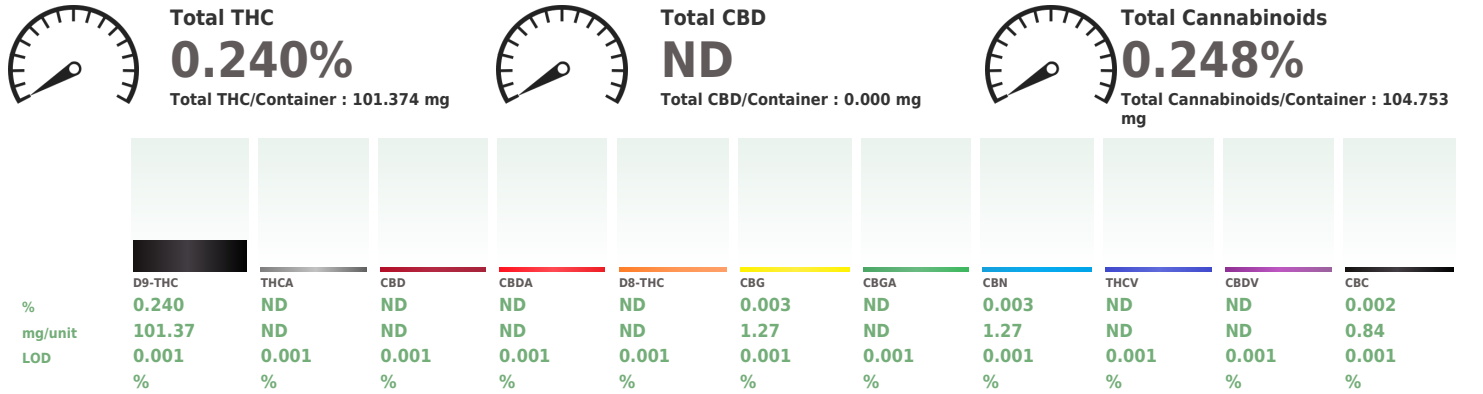 Total THC
0.240%
Total THC/Container : 101.374 mg
Total CBD
ND
Total CBD/Container : 0.000 mg
Total Cannabinoids
0.248%
Total Cannabinoids/Container : 104.753
mg
D9-THC THCA CBD CBDA D8-THC CBG CBGA CBN THCV CBDV CBC
% 0.240 ND ND ND ND 0.003 ND 0.003 ND ND 0.002
mg/unit 101.37 ND ND ND ND 1.27 ND 1.27 ND ND 0.84
LOD 0.001 0.001 0.001 0.001 0.001 0.001 0.001 0.001 0.001 0.001 0.001
% % % % % % % % % % %